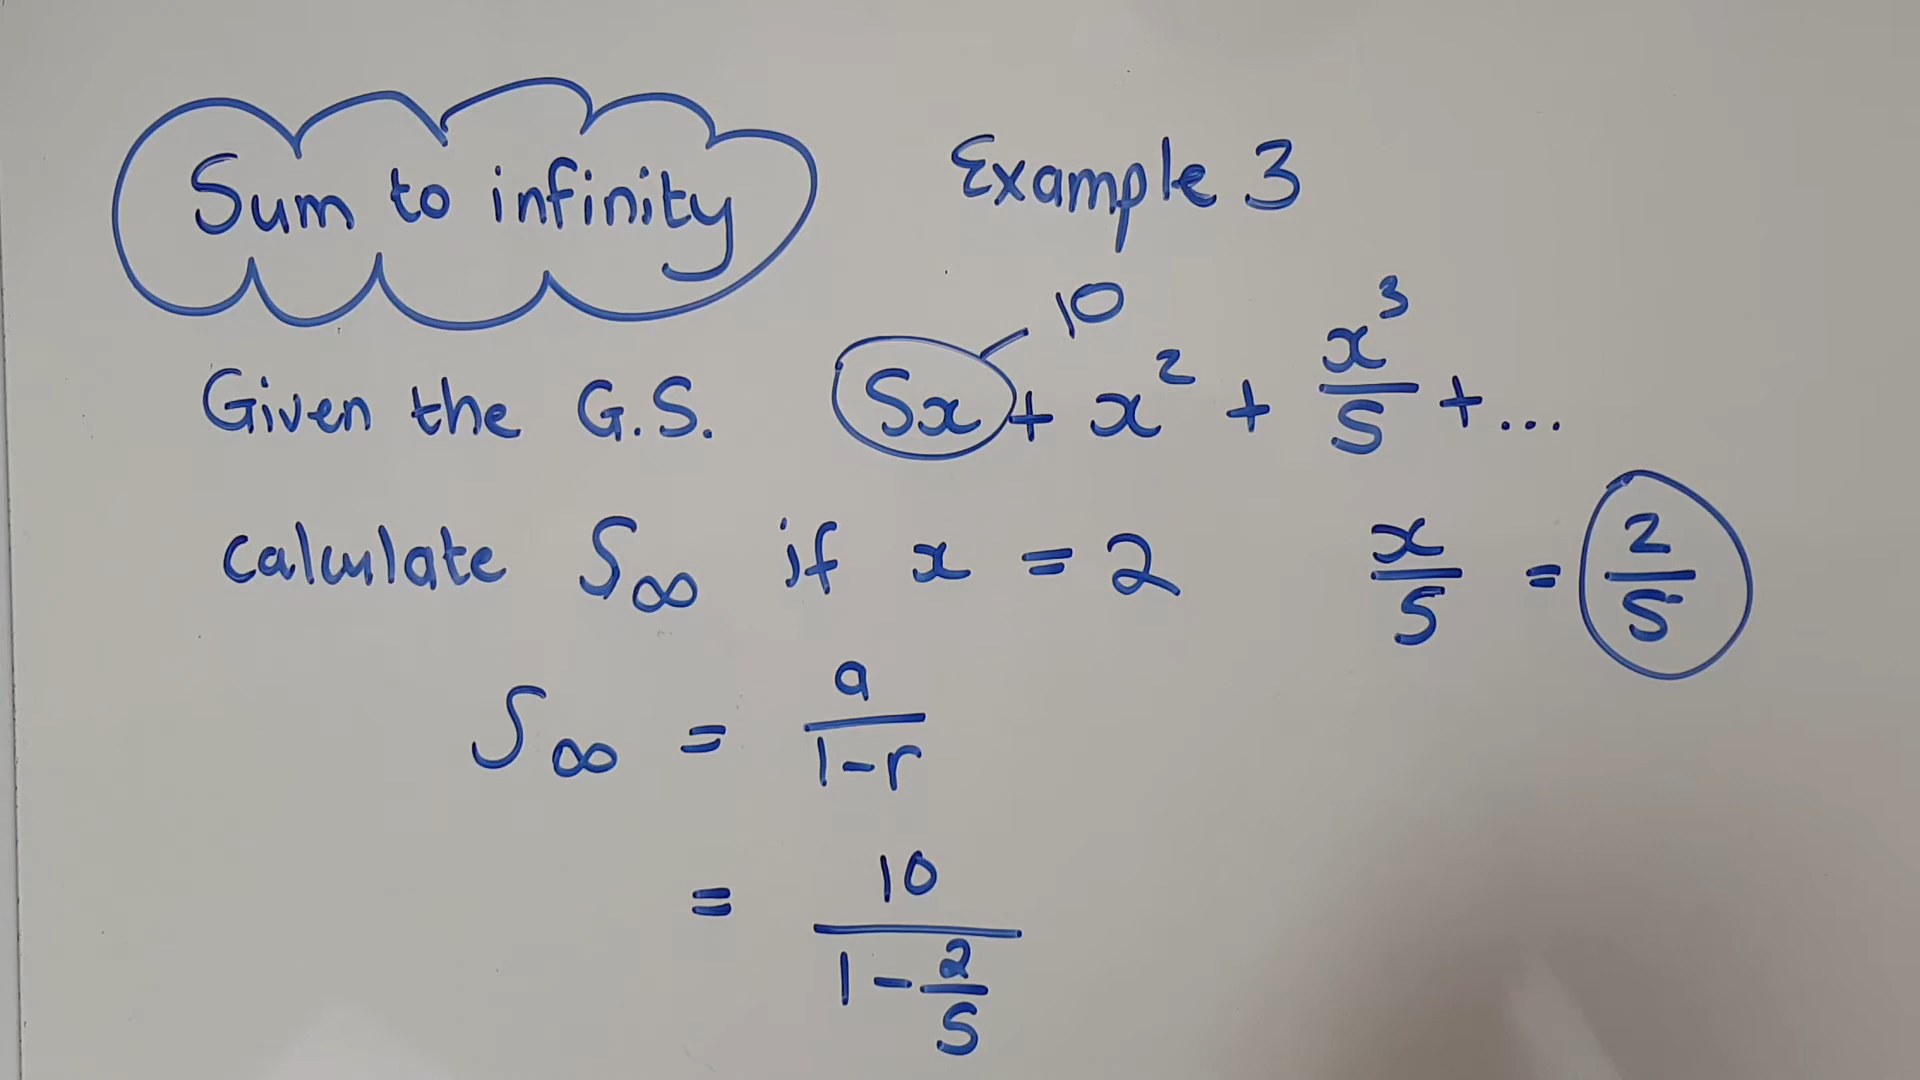 Sum to infinity
Example 3
10
Given the G.S. 5x + x² + x³/5 + ...
calculate S∞ if x = 2
x/5 = 2/5
S∞ = a/1-r
= 10/1-2/5